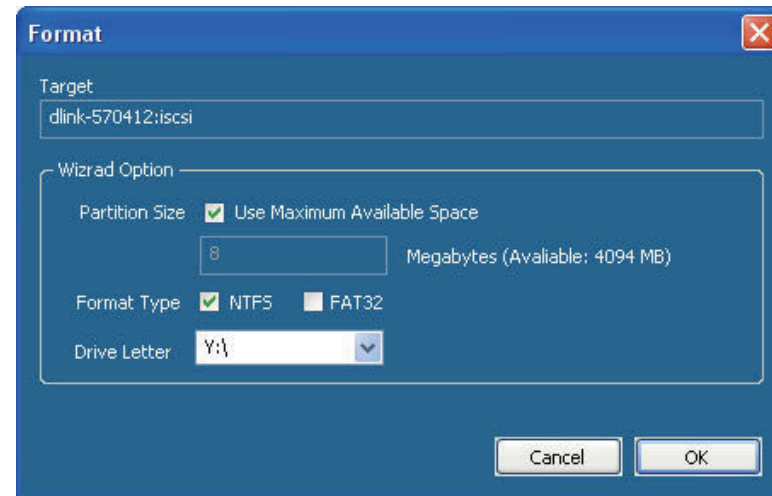 Format
Target
dlink-570412:iscsi
Wizrad Option
Partition Size Use Maximum Available Space
8 Megabytes (Avaliable: 4094 MB)
Format Type NTFS FAT32
Drive Letter Y:\
Cancel OK